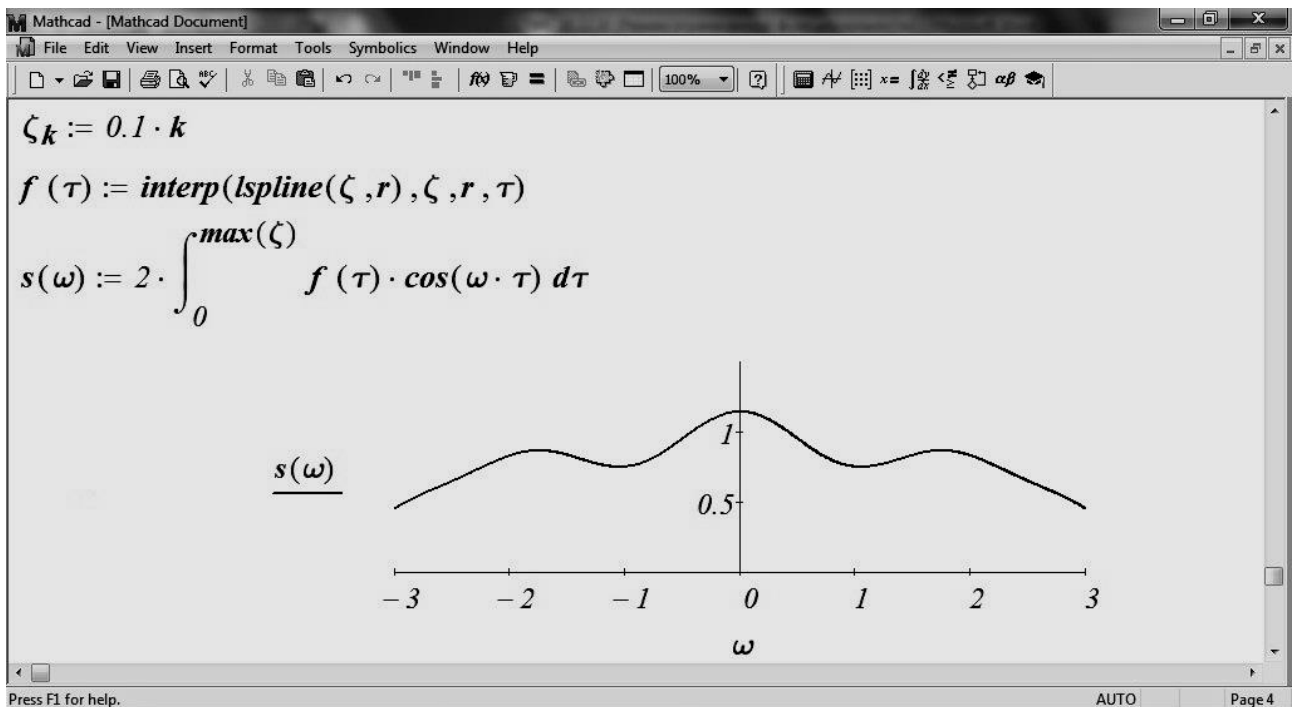 Mathcad - [Mathcad Document]
File Edit View Insert Format Tools Symbolics Window Help
100%
ζk := 0.1 · k
f (τ) := interp(lspline(ζ ,r) ,ζ ,r , τ)
max(ζ)
s(ω) := 2 · ∫ f (τ) · cos(ω · τ) dτ
0
1
s(ω)
0.5
− 3 − 2 − 1 0 1 2 3
ω
Press F1 for help. AUTO Page 4